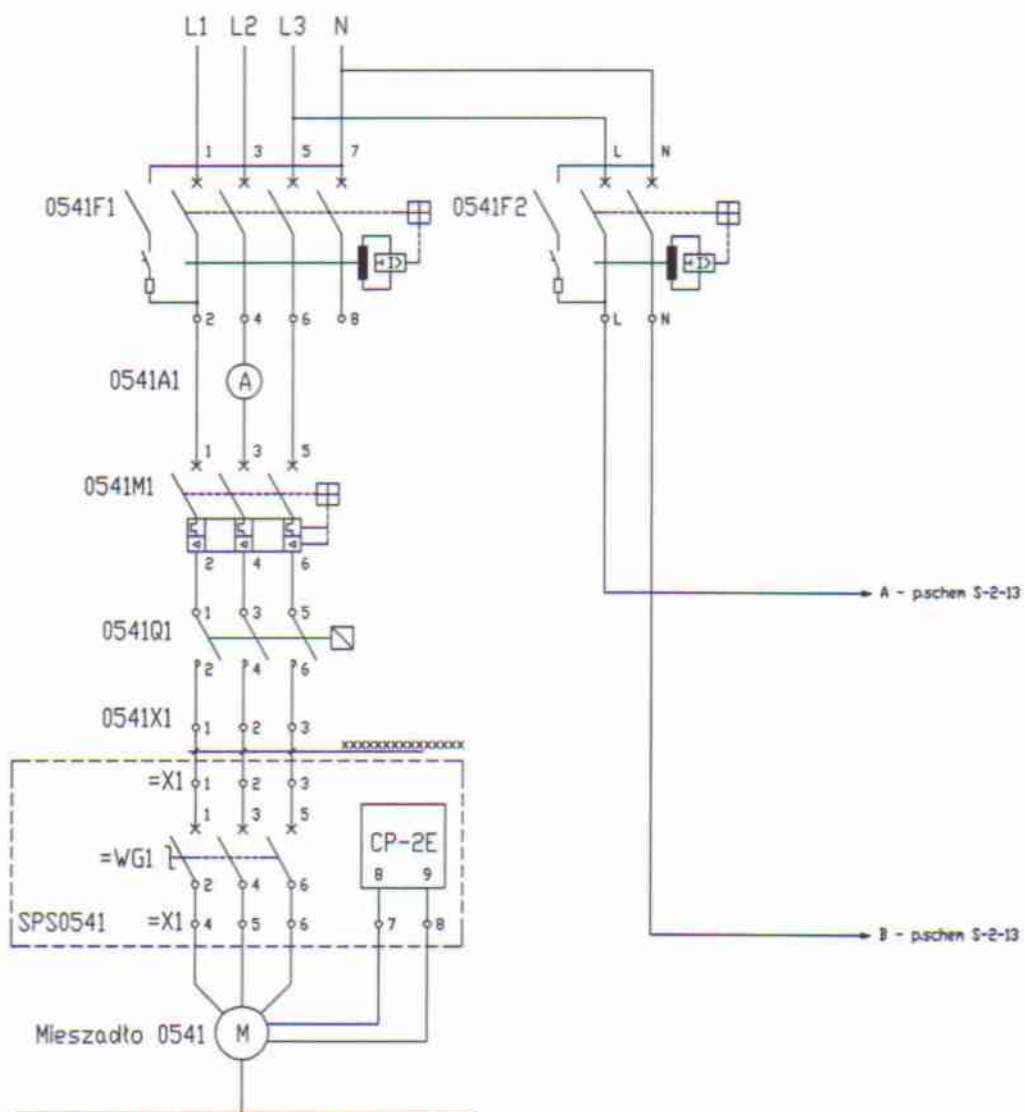 L1 L2 L3 N
1 3 5 7 L N
0541F1 0541F2
I> I>
2 4 6 8 L N
0541A1 A
1 3 5
0541M1
2 4 6
A - p.schem S-2-13
1 3 5
0541Q1
2 4 6
0541X1 1 2 3
xxxxxxxxxxxxxxx
=X1 1 2 3
1 3 5
CP-2E
=WG1
8 9
2 4 6
SPS0541 =X1 4 5 6 7 8
B - p.schem S-2-13
Mieszadło 0541 M